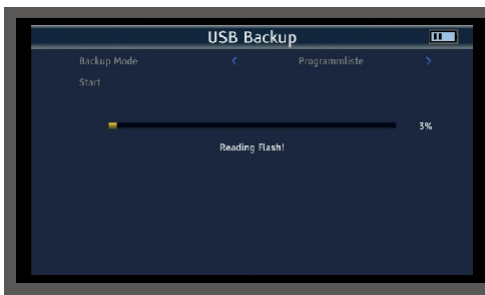 USB Backup
Backup Mode < Programmliste >
Start
3%
Reading Flash!